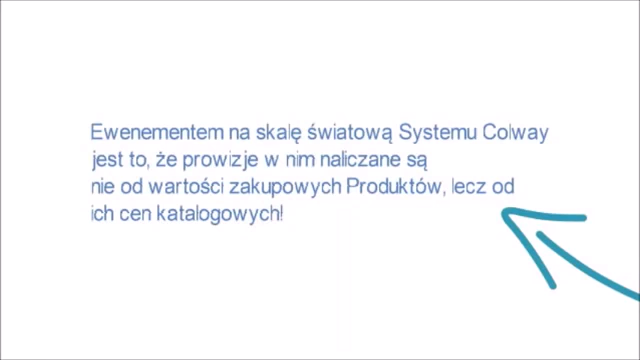 Ewenementem na skalę światową Systemu Colway
jest to, że prowizje w nim naliczane są
nie od wartości zakupowych Produktów, lecz od
ich cen katalogowych!